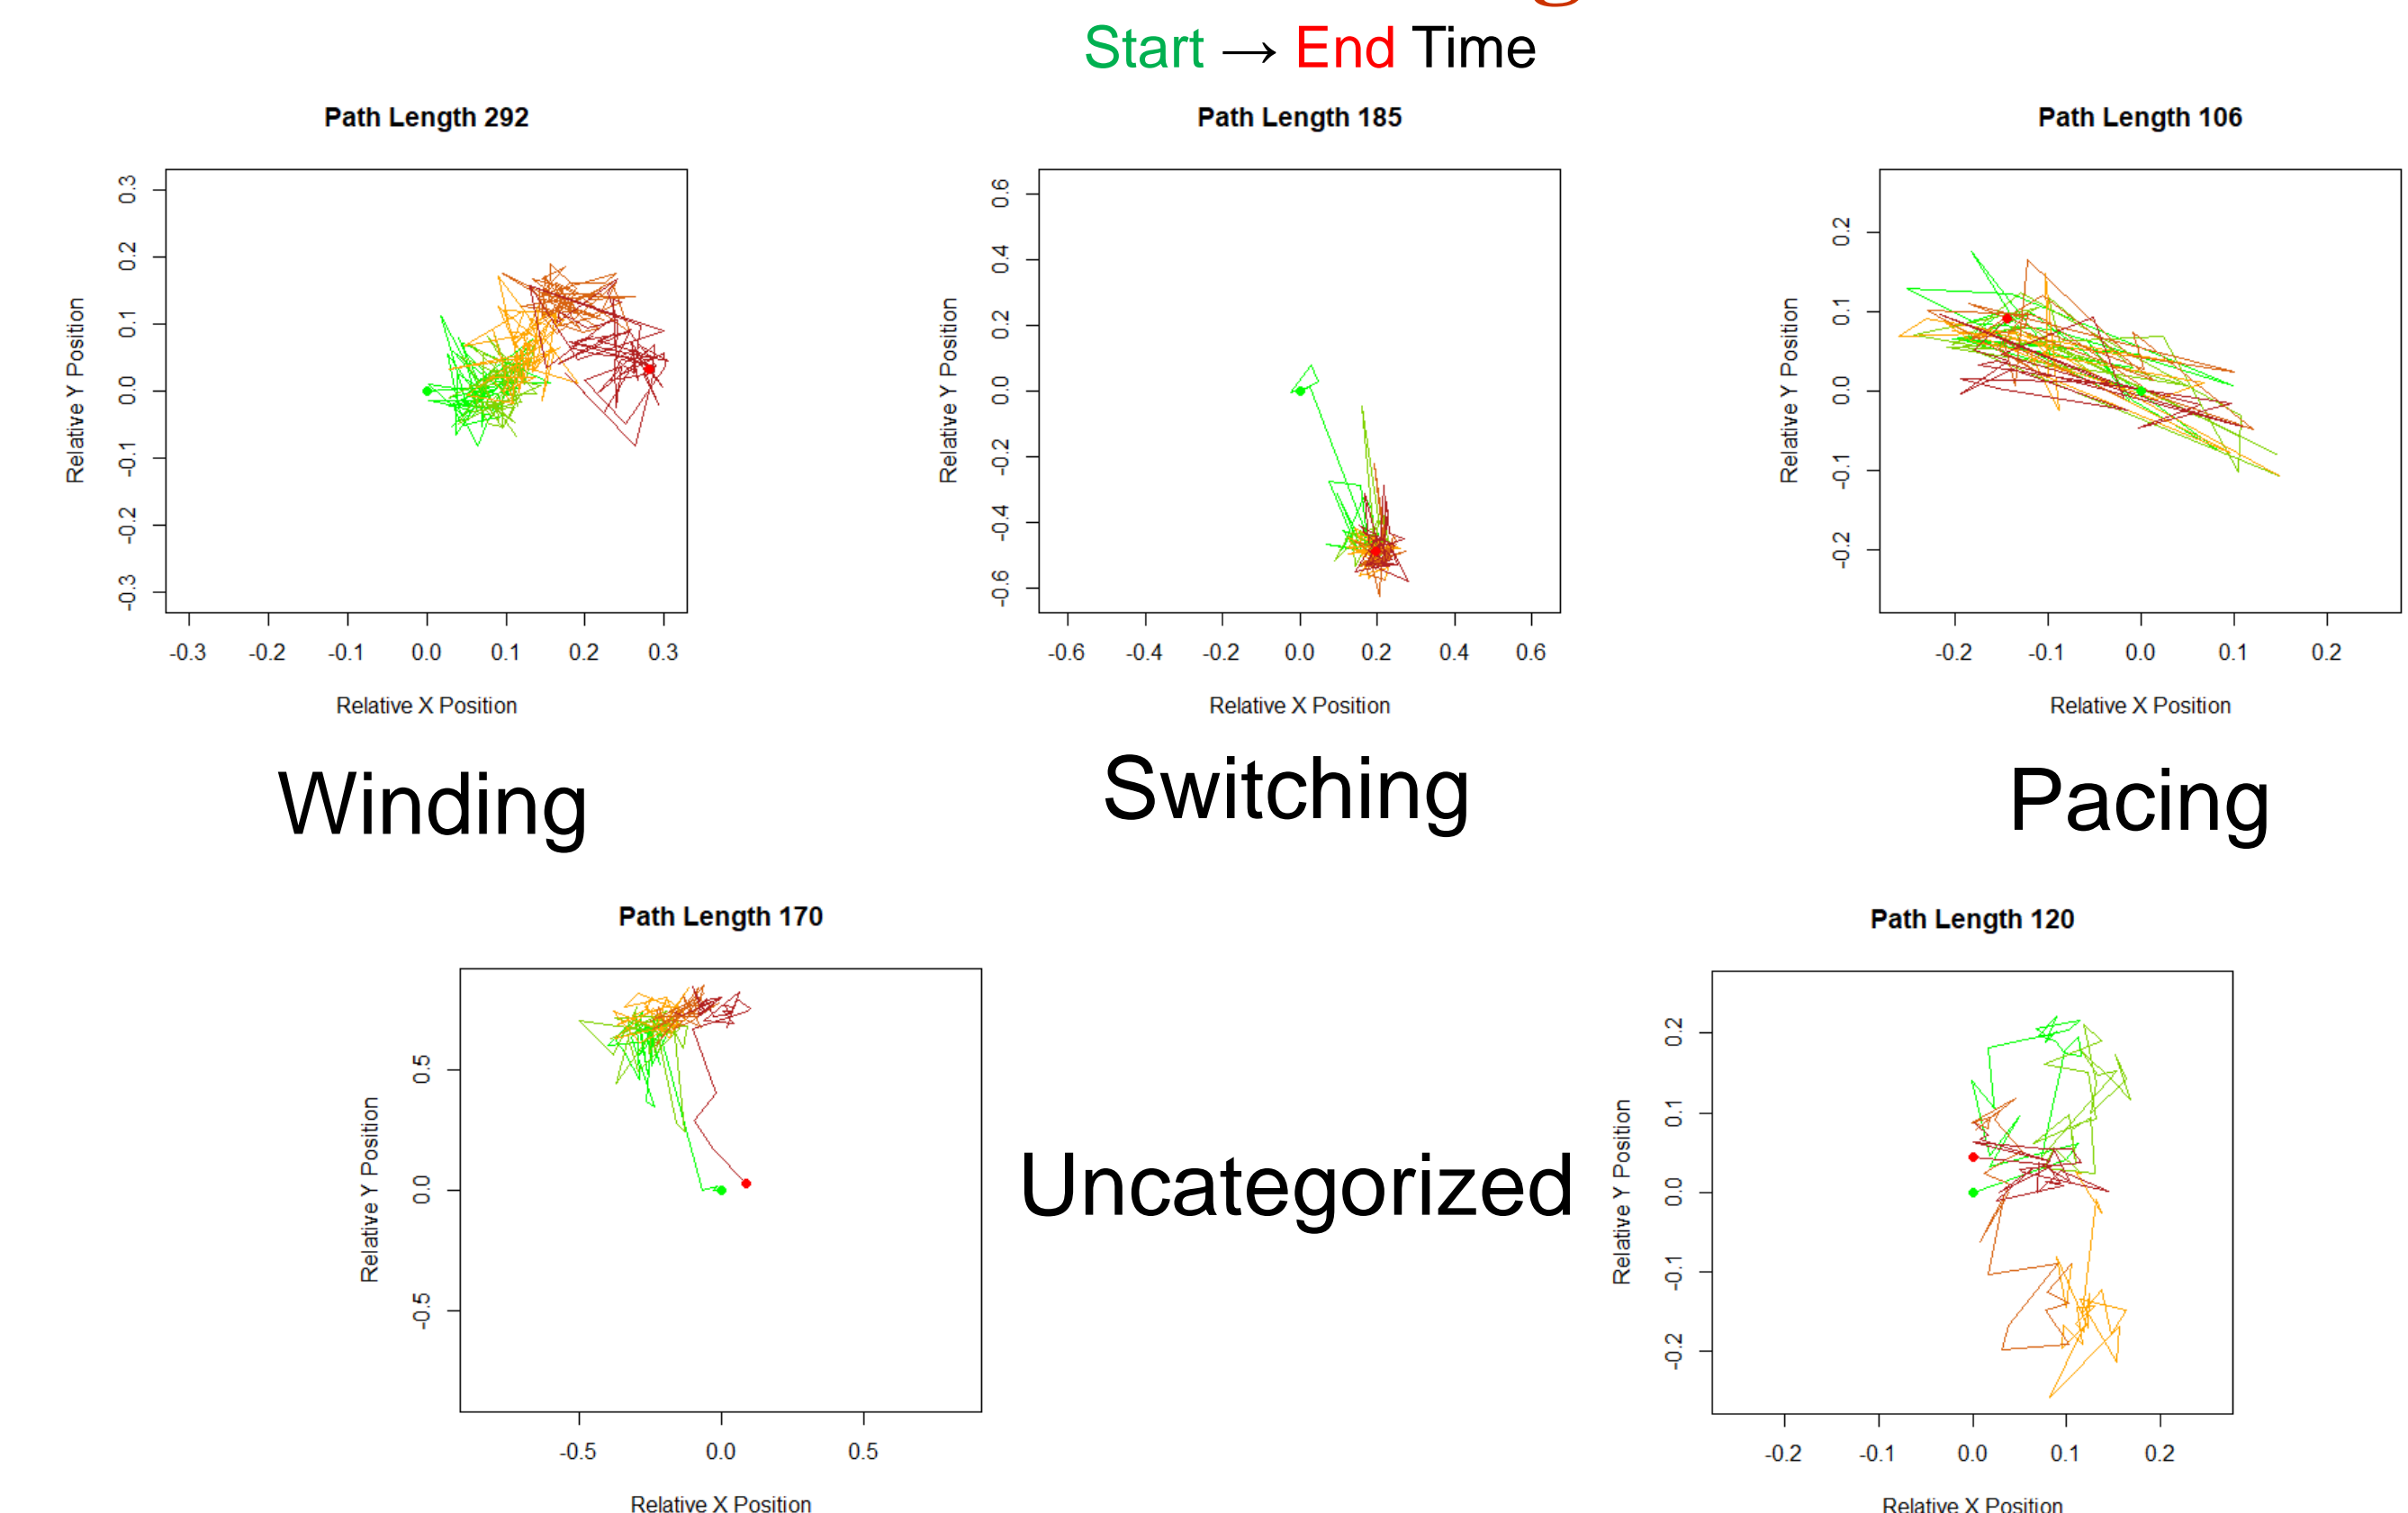 Start → End Time
Path Length 292
Path Length 185
Path Length 106
Relative Y Position
0.3
0.2
0.1
0.0
-0.1
-0.2
-0.3
-0.3 -0.2 -0.1 0.0 0.1 0.2 0.3
Relative X Position
Relative Y Position
0.6
0.4
0.2
0.0
-0.2
-0.4
-0.6
-0.6 -0.4 -0.2 0.0 0.2 0.4 0.6
Relative X Position
Relative Y Position
0.2
0.1
0.0
-0.1
-0.2
-0.2 -0.1 0.0 0.1 0.2
Relative X Position
Winding
Switching
Pacing
Path Length 170
Relative Y Position
0.5
0.0
-0.5
-0.5 0.0 0.5
Relative X Position
Uncategorized
Path Length 120
Relative Y Position
0.2
0.1
0.0
-0.1
-0.2
-0.2 -0.1 0.0 0.1 0.2
Relative X Position